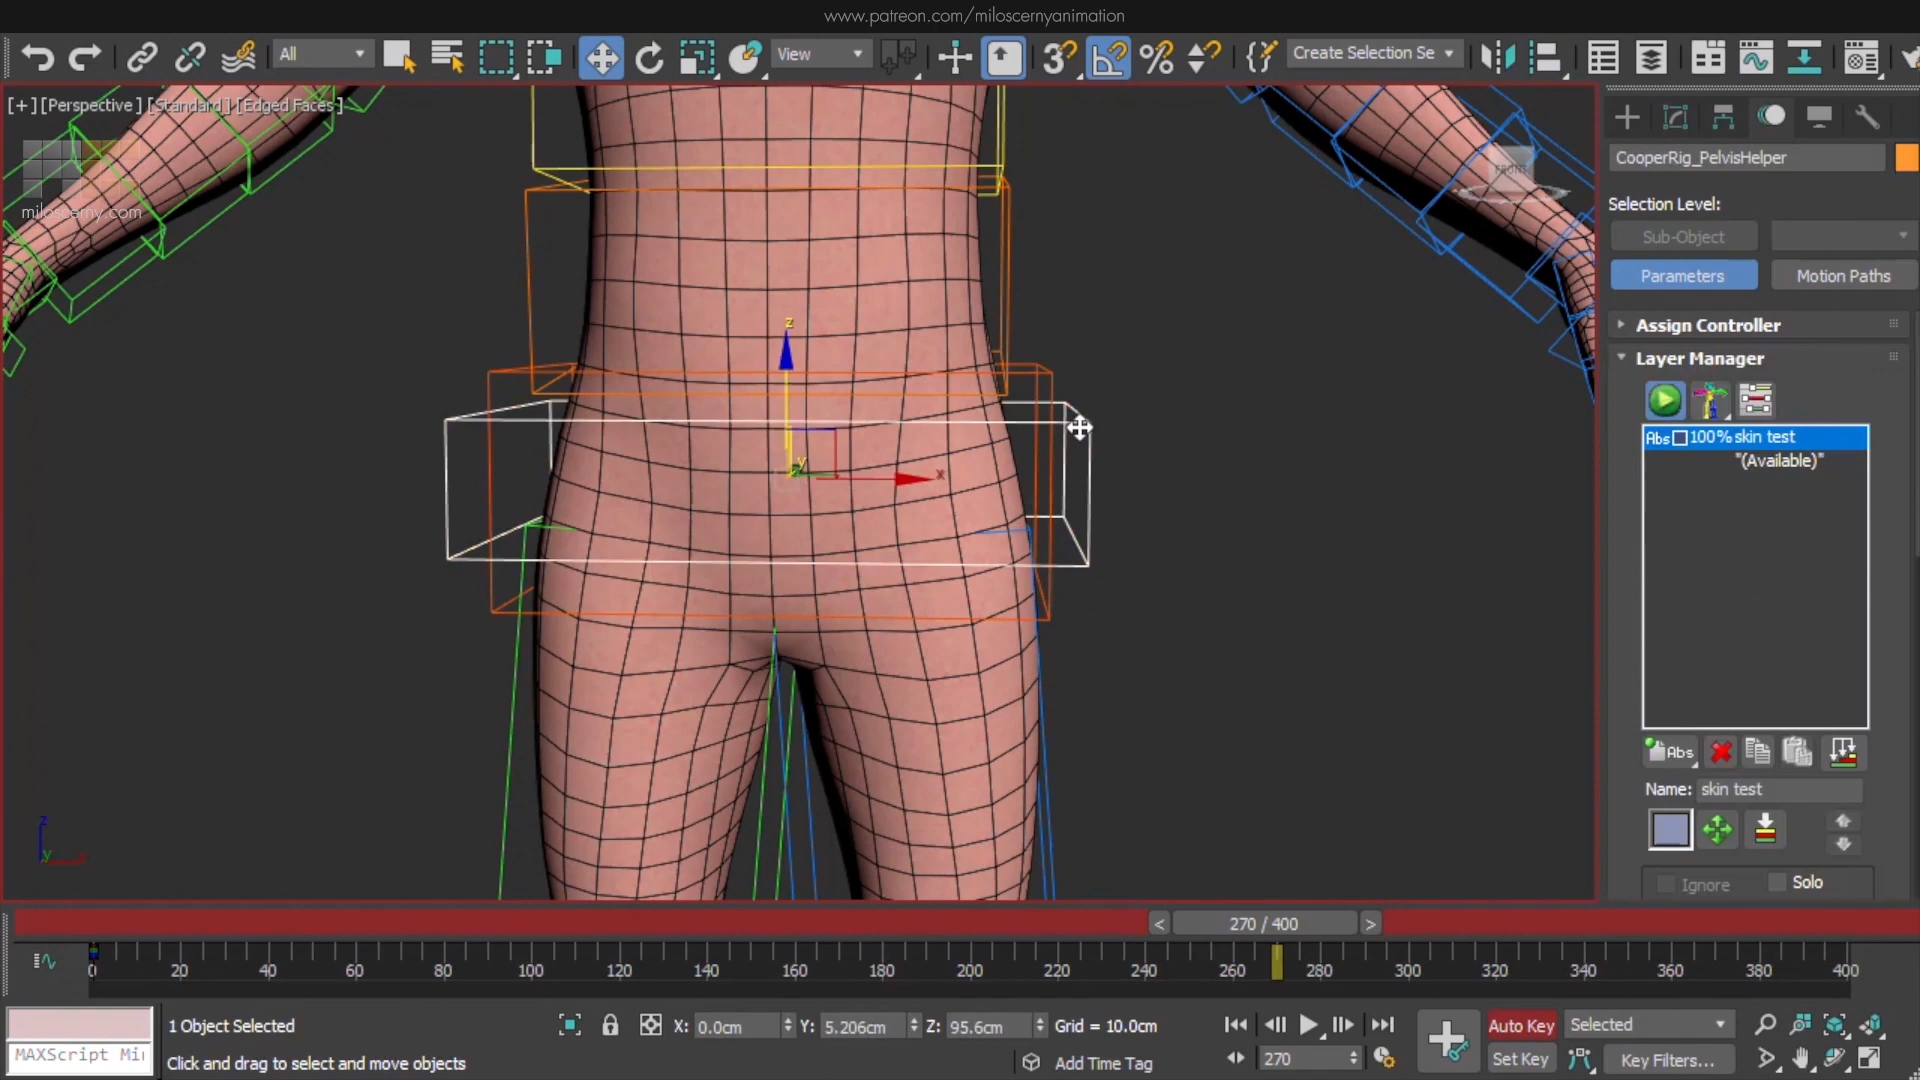 www.patreon.com/miloscernyanimation
All
View
3
Create Selection Se
[+] [Perspective] [Standard] [Edged Faces]
miloscerny.com
FRONT
CooperRig_PelvisHelper
Selection Level:
Sub-Object
Parameters
Motion Paths
Assign Controller
Layer Manager
Abs 100% skin test
"(Available)"
Abs
Name: skin test
Ignore
Solo
z
y
x
z
y
x
< 270 / 400 >
0 20 40 60 80 100 120 140 160 180 200 220 240 260 280 300 320 340 360 380 400
1 Object Selected
X: 0.0cm Y: 5.206cm Z: 95.6cm Grid = 10.0cm
Auto Key
Selected
MAXScript Mi
Click and drag to select and move objects
Add Time Tag
270
Set Key
Key Filters...